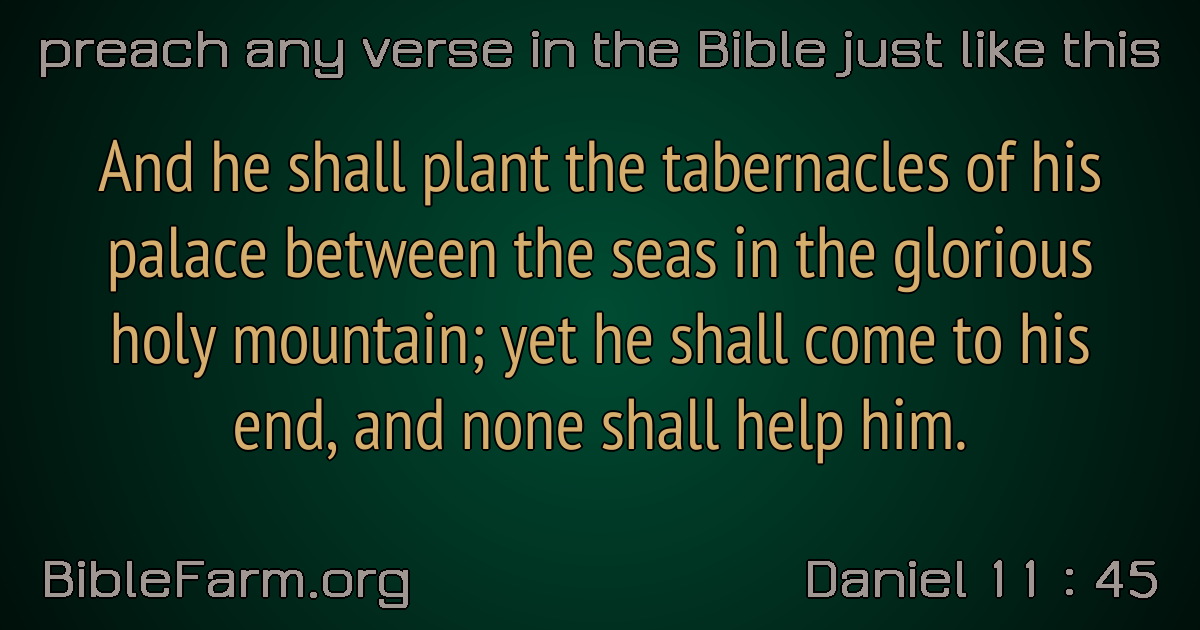 preach any verse in the Bible just like this
And he shall plant the tabernacles of his
palace between the seas in the glorious
holy mountain; yet he shall come to his
end, and none shall help him.
BibleFarm.org
Daniel 11 : 45